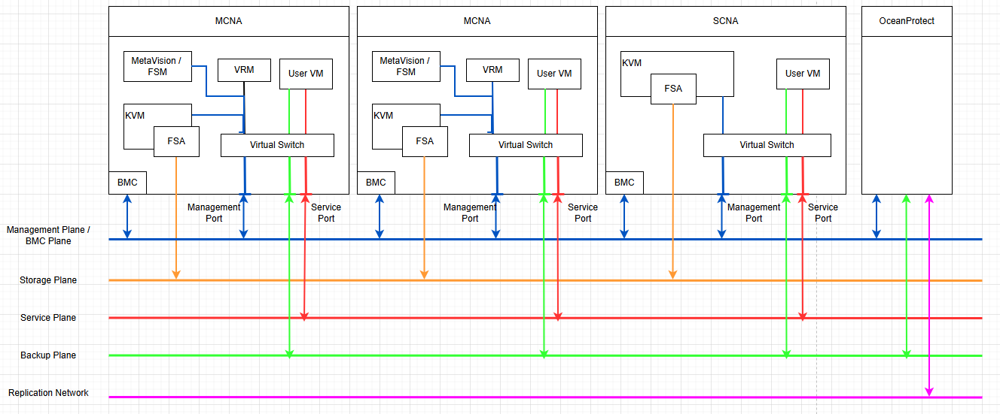 MCNA
MCNA
SCNA
OceanProtect
MetaVision /
FSM
VRM
User VM
KVM
FSA
Virtual Switch
BMC
MetaVision /
FSM
VRM
User VM
KVM
FSA
Virtual Switch
BMC
KVM
FSA
User VM
Virtual Switch
BMC
Management
Port
Service
Port
Management
Port
Service
Port
Management
Port
Service
Port
Management Plane /
BMC Plane
Storage Plane
Service Plane
Backup Plane
Replication Network